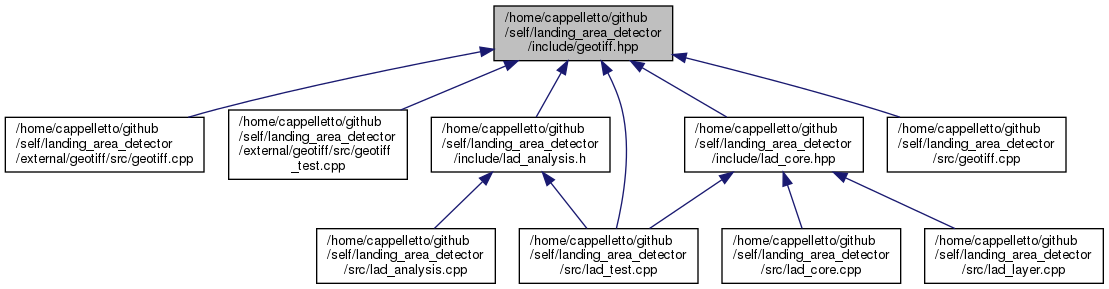 /home/cappelletto/github
/self/landing_area_detector
/include/geotiff.hpp
/home/cappelletto/github
/self/landing_area_detector
/external/geotiff/src/geotiff.cpp
/home/cappelletto/github
/self/landing_area_detector
/external/geotiff/src/geotiff
_test.cpp
/home/cappelletto/github
/self/landing_area_detector
/include/lad_analysis.h
/home/cappelletto/github
/self/landing_area_detector
/include/lad_core.hpp
/home/cappelletto/github
/self/landing_area_detector
/src/geotiff.cpp
/home/cappelletto/github
/self/landing_area_detector
/src/lad_analysis.cpp
/home/cappelletto/github
/self/landing_area_detector
/src/lad_test.cpp
/home/cappelletto/github
/self/landing_area_detector
/src/lad_core.cpp
/home/cappelletto/github
/self/landing_area_detector
/src/lad_layer.cpp